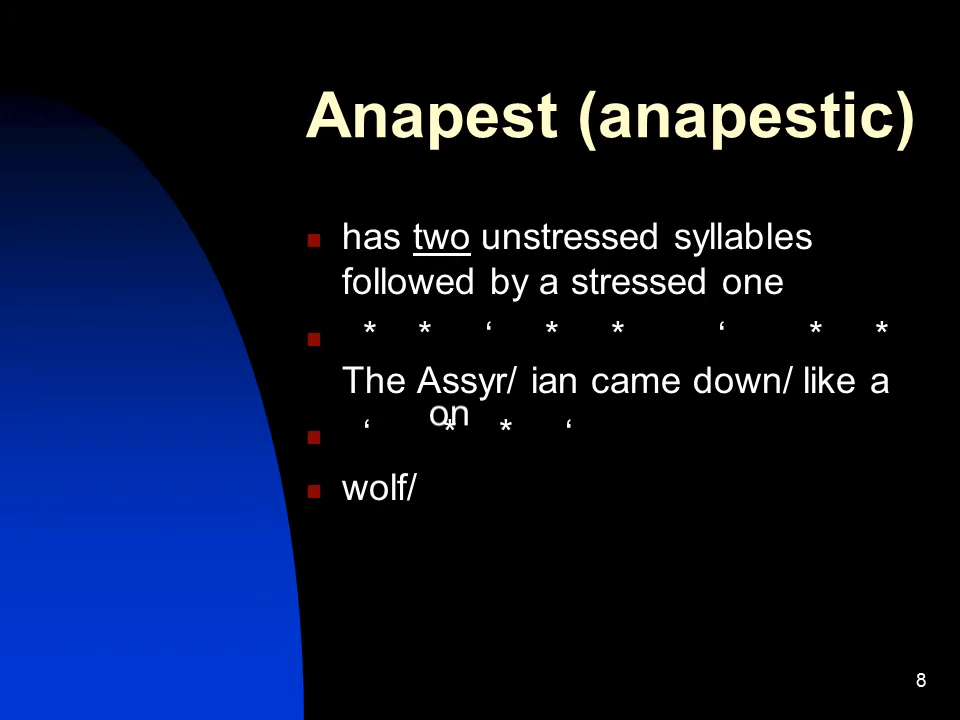 Anapest (anapestic)
has two unstressed syllables
followed by a stressed one
* * ‘ * * ‘ * *
The Assyr/ ian came down/ like a
on
‘ * * ‘
wolf/
8